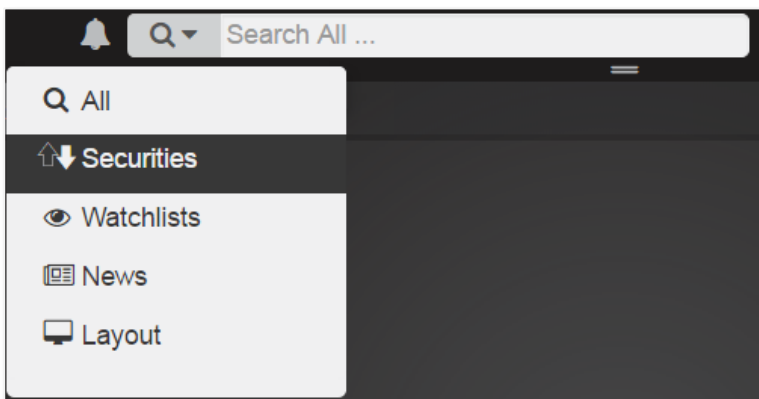 Search All ...
All
Securities
Watchlists
News
Layout